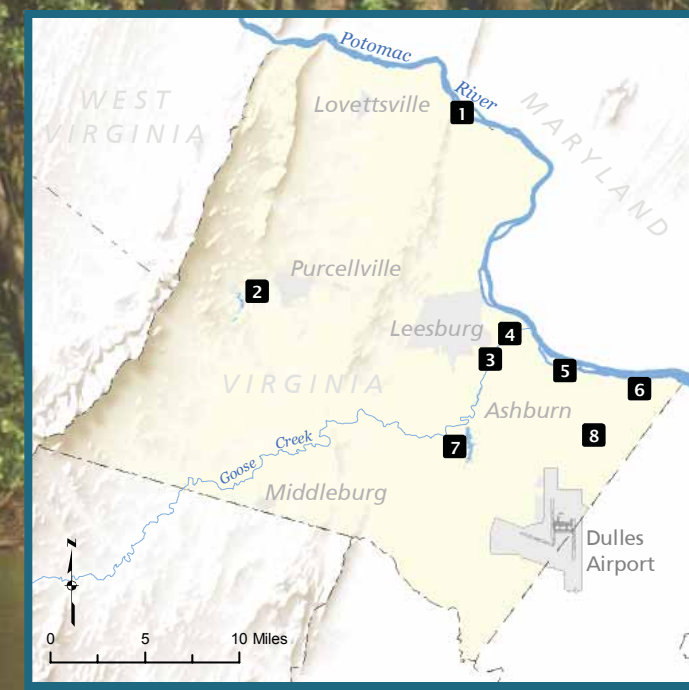 Potomac
River
WEST
VIRGINIA
Lovettsville
MARYLAND
1
2
Purcellville
Leesburg
4
3
5
6
VIRGINIA
Ashburn
8
7
Goose Creek
Middleburg
Dulles
Airport
N
0 5 10 Miles